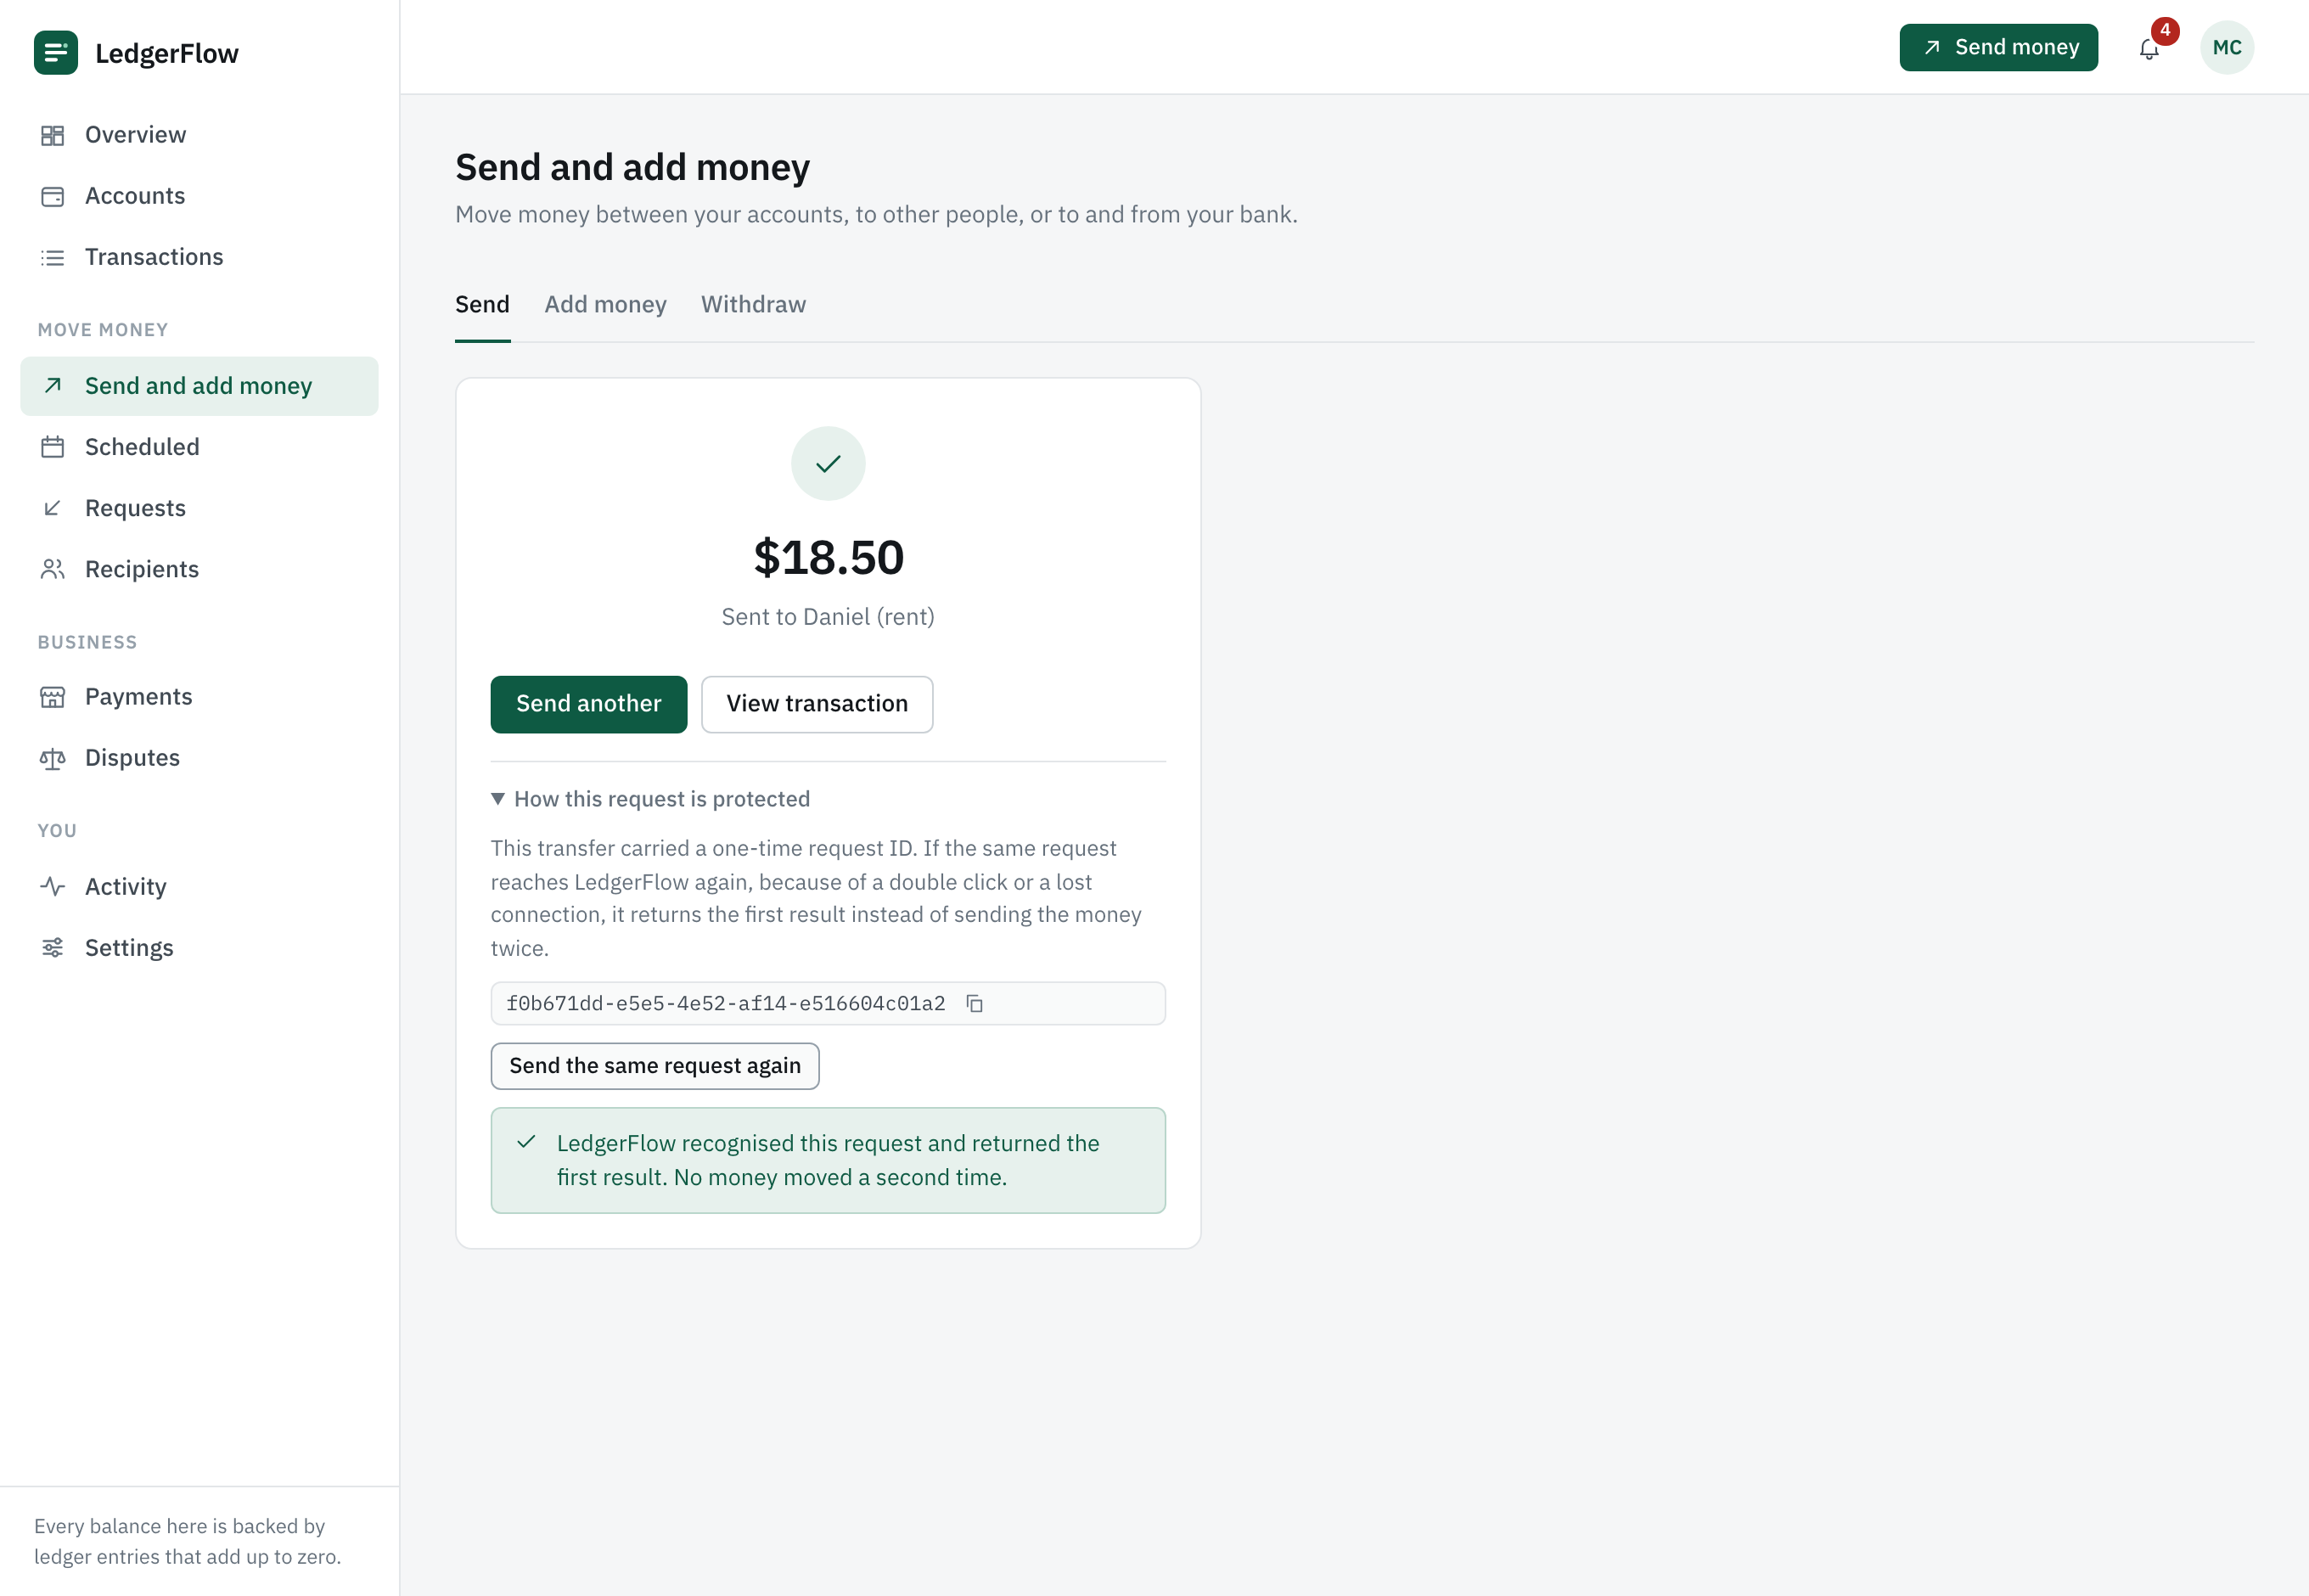 LedgerFlow
Overview
Accounts
Transactions
MOVE MONEY
Send and add money
Scheduled
Requests
Recipients
BUSINESS
Payments
Disputes
YOU
Activity
Settings
Every balance here is backed by
ledger entries that add up to zero.
Send money
4
MC
Send and add money
Move money between your accounts, to other people, or to and from your bank.
Send Add money Withdraw
$18.50
Sent to Daniel (rent)
Send another View transaction
How this request is protected
This transfer carried a one-time request ID. If the same request
reaches LedgerFlow again, because of a double click or a lost
connection, it returns the first result instead of sending the money
twice.
f0b671dd-e5e5-4e52-af14-e516604c01a2
Send the same request again
LedgerFlow recognised this request and returned the
first result. No money moved a second time.